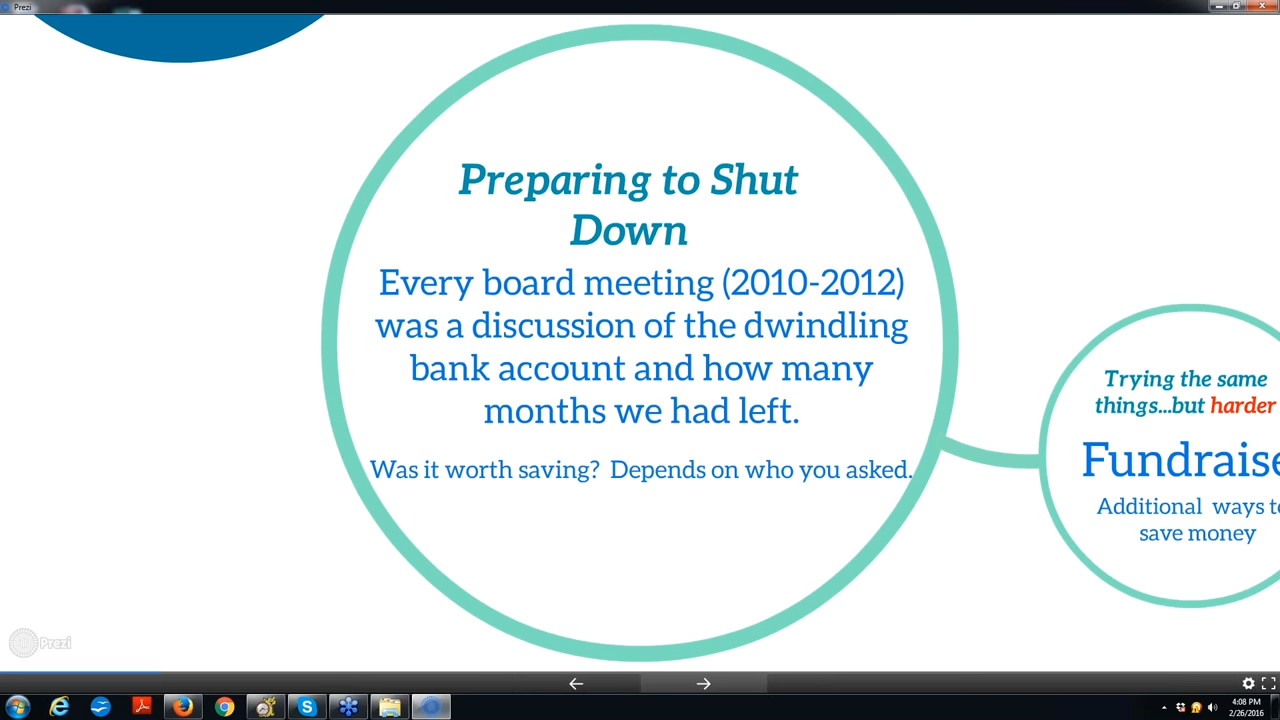 Prezi
Preparing to Shut
Down
Every board meeting (2010-2012)
was a discussion of the dwindling
bank account and how many
months we had left.
Was it worth saving?  Depends on who you asked.
Trying the same
things...but harder
Fundraise
Additional  ways to
save money
Prezi
4:08 PM
2/26/2016